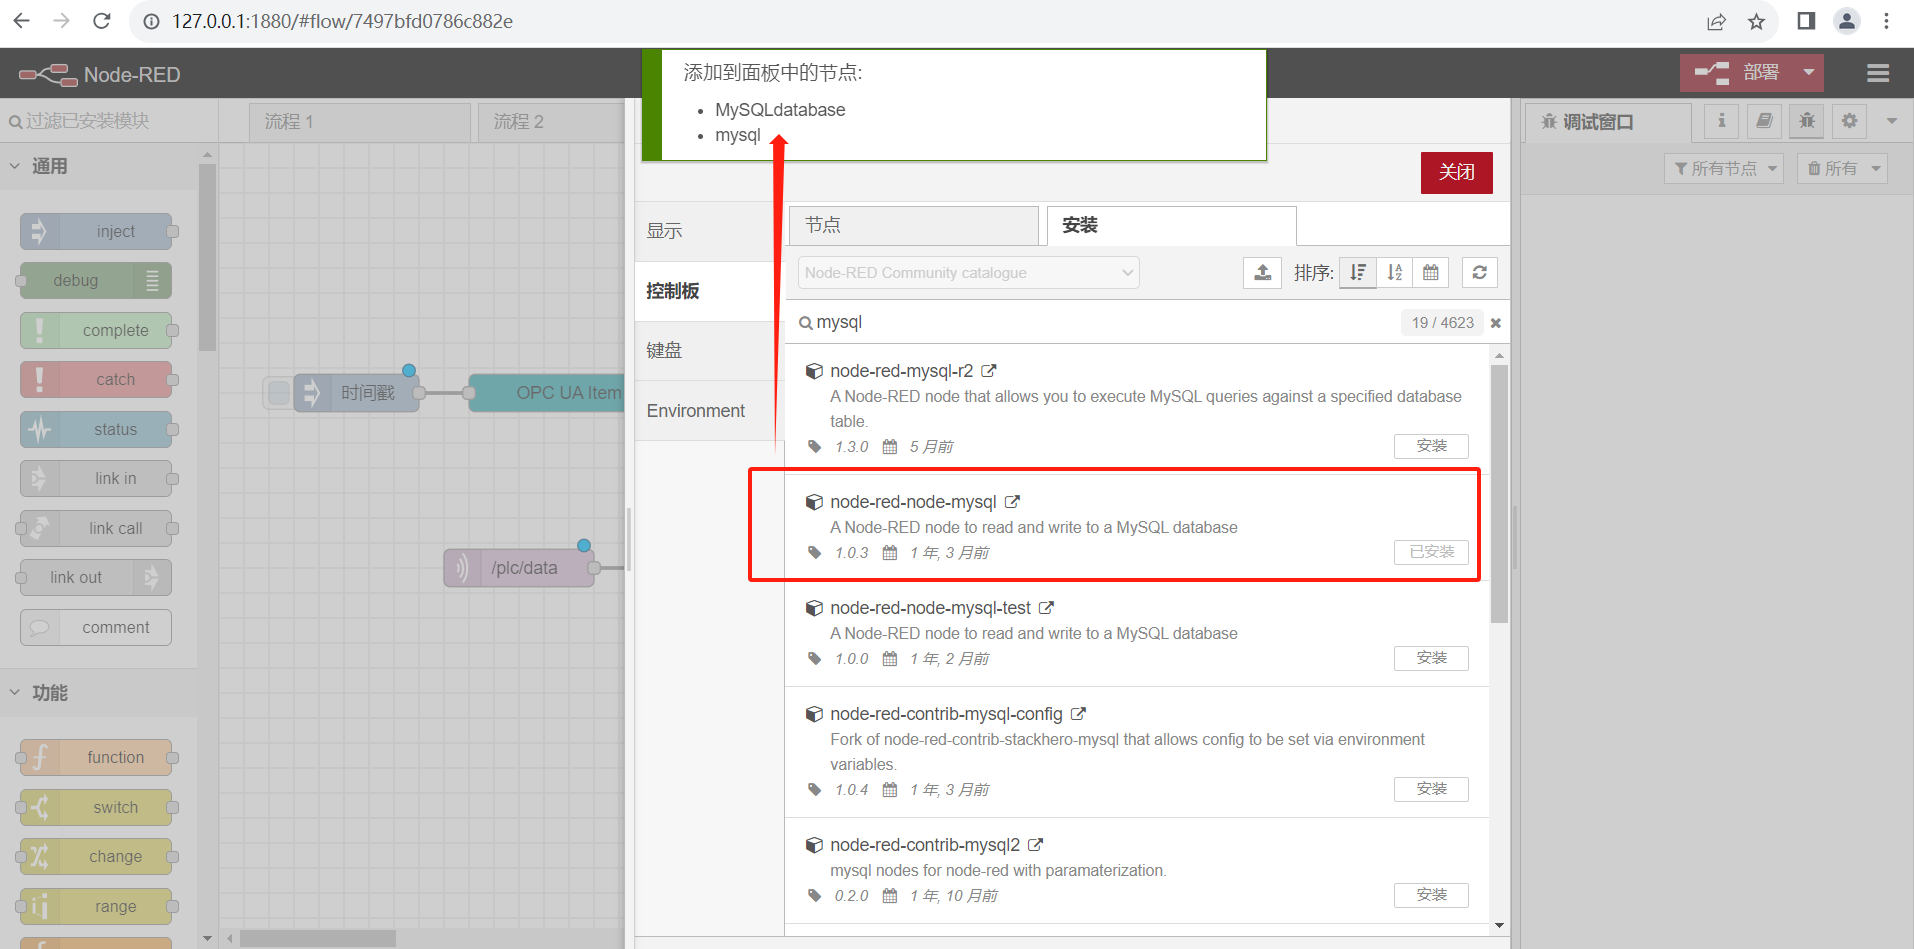 127.0.0.1:1880/#flow/7497bfd0786c882e
Node-RED
部署
添加到面板中的节点:
MySQLdatabase
mysql
过滤已安装模块
流程 1
流程 2
通用
inject
debug
complete
catch
status
link in
link call
link out
comment
功能
function
switch
change
range
时间戳
OPC UA Item
/plc/data
关闭
显示
控制板
键盘
Environment
节点
安装
Node-RED Community catalogue
排序:
mysql
19 / 4623
node-red-mysql-r2
A Node-RED node that allows you to execute MySQL queries against a specified database
table.
1.3.0 5 月前
安装
node-red-node-mysql
A Node-RED node to read and write to a MySQL database
1.0.3 1 年, 3 月前
已安装
node-red-node-mysql-test
A Node-RED node to read and write to a MySQL database
1.0.0 1 年, 2 月前
安装
node-red-contrib-mysql-config
Fork of node-red-contrib-stackhero-mysql that allows config to be set via environment
variables.
1.0.4 1 年, 3 月前
安装
node-red-contrib-mysql2
mysql nodes for node-red with paramaterization.
0.2.0 1 年, 10 月前
安装
调试窗口
所有节点
所有